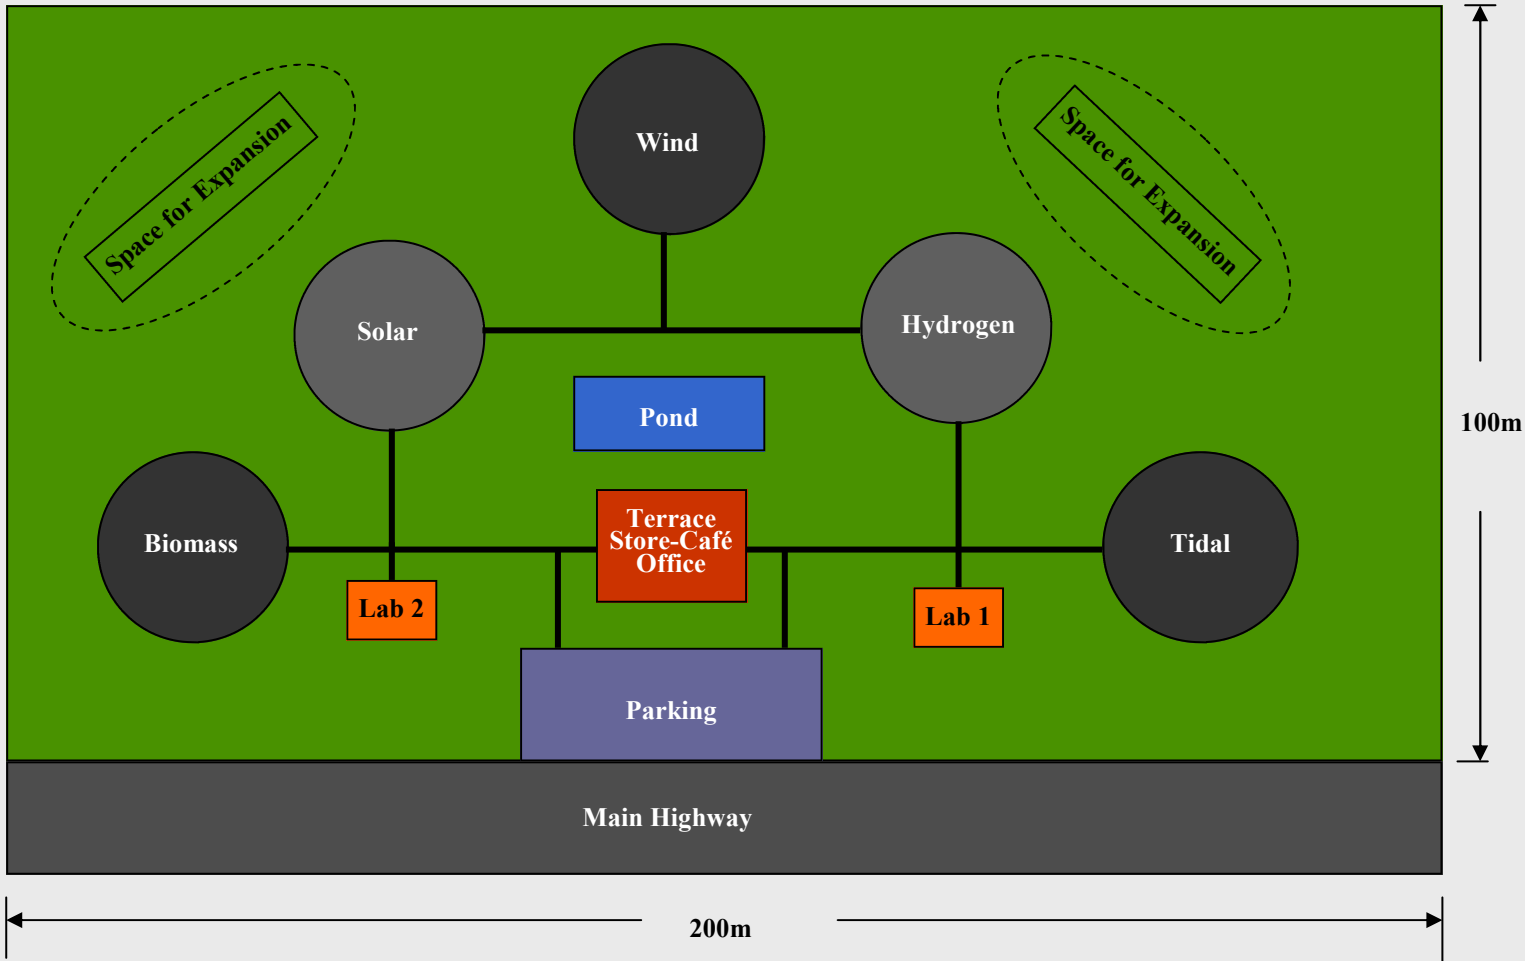 Wind
Space for Expansion
Space for Expansion
Solar
Hydrogen
Pond
100m
Biomass
Terrace
Store-Café
Office
Tidal
Lab 2
Lab 1
Parking
Main Highway
200m